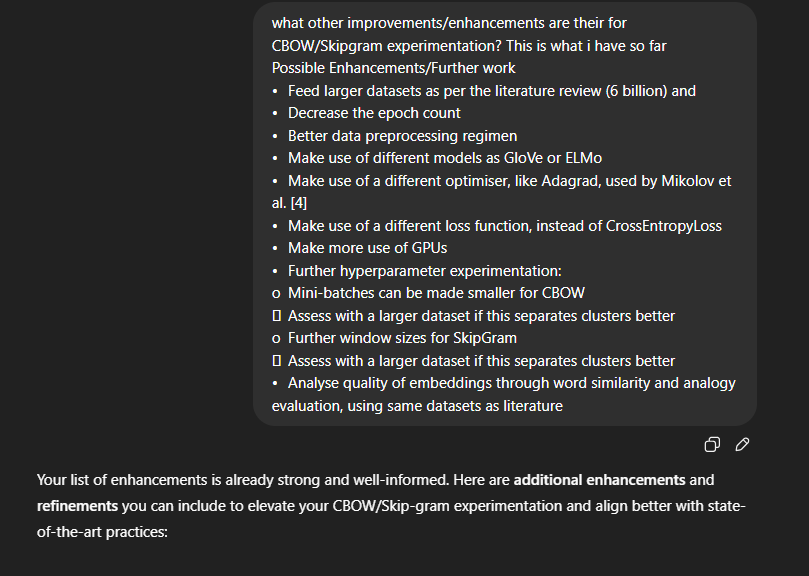 what other improvements/enhancements are their for
CBOW/Skipgram experimentation? This is what i have so far
Possible Enhancements/Further work
• Feed larger datasets as per the literature review (6 billion) and
• Decrease the epoch count
• Better data preprocessing regimen
• Make use of different models as GloVe or ELMo
• Make use of a different optimiser, like Adagrad, used by Mikolov et
al. [4]
• Make use of a different loss function, instead of CrossEntropyLoss
• Make more use of GPUs
• Further hyperparameter experimentation:
o Mini-batches can be made smaller for CBOW
▯ Assess with a larger dataset if this separates clusters better
o Further window sizes for SkipGram
▯ Assess with a larger dataset if this separates clusters better
• Analyse quality of embeddings through word similarity and analogy
evaluation, using same datasets as literature
Your list of enhancements is already strong and well-informed. Here are additional enhancements and
refinements you can include to elevate your CBOW/Skip-gram experimentation and align better with state-
of-the-art practices: